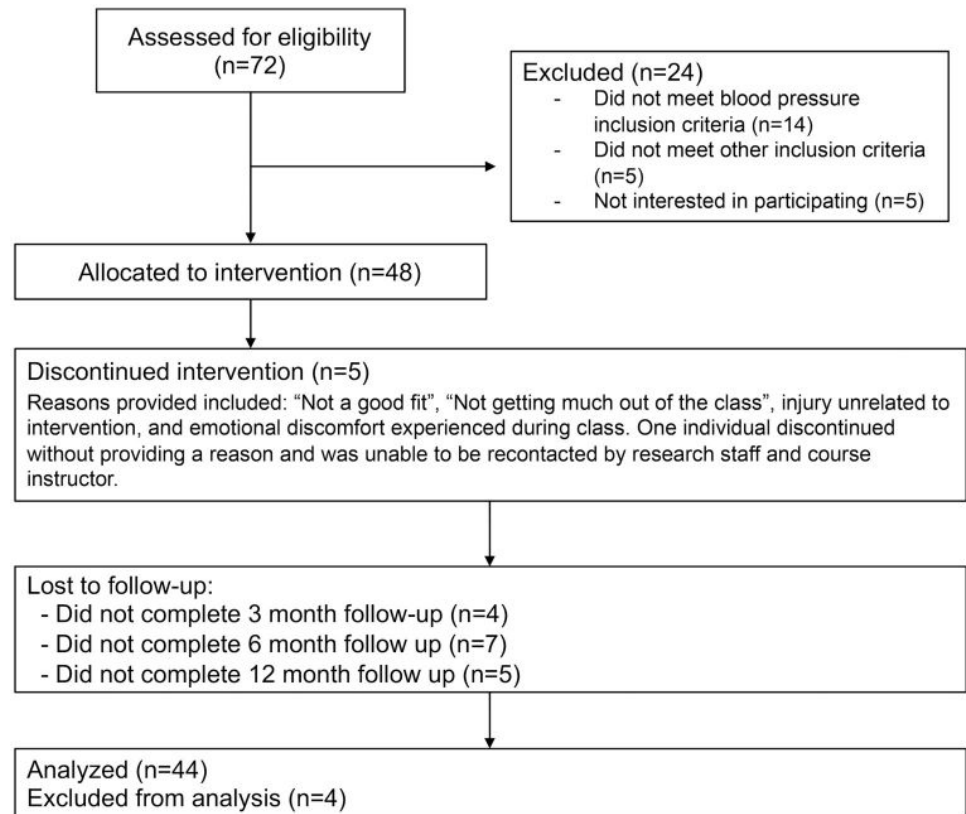 Assessed for eligibility
(n=72)
Excluded (n=24)
- Did not meet blood pressure
inclusion criteria (n=14)
- Did not meet other inclusion criteria
(n=5)
- Not interested in participating (n=5)
Allocated to intervention (n=48)
Discontinued intervention (n=5)
Reasons provided included: “Not a good fit”, “Not getting much out of the class”, injury unrelated to
intervention, and emotional discomfort experienced during class. One individual discontinued
without providing a reason and was unable to be recontacted by research staff and course
instructor.
Lost to follow-up:
- Did not complete 3 month follow-up (n=4)
- Did not complete 6 month follow up (n=7)
- Did not complete 12 month follow up (n=5)
Analyzed (n=44)
Excluded from analysis (n=4)